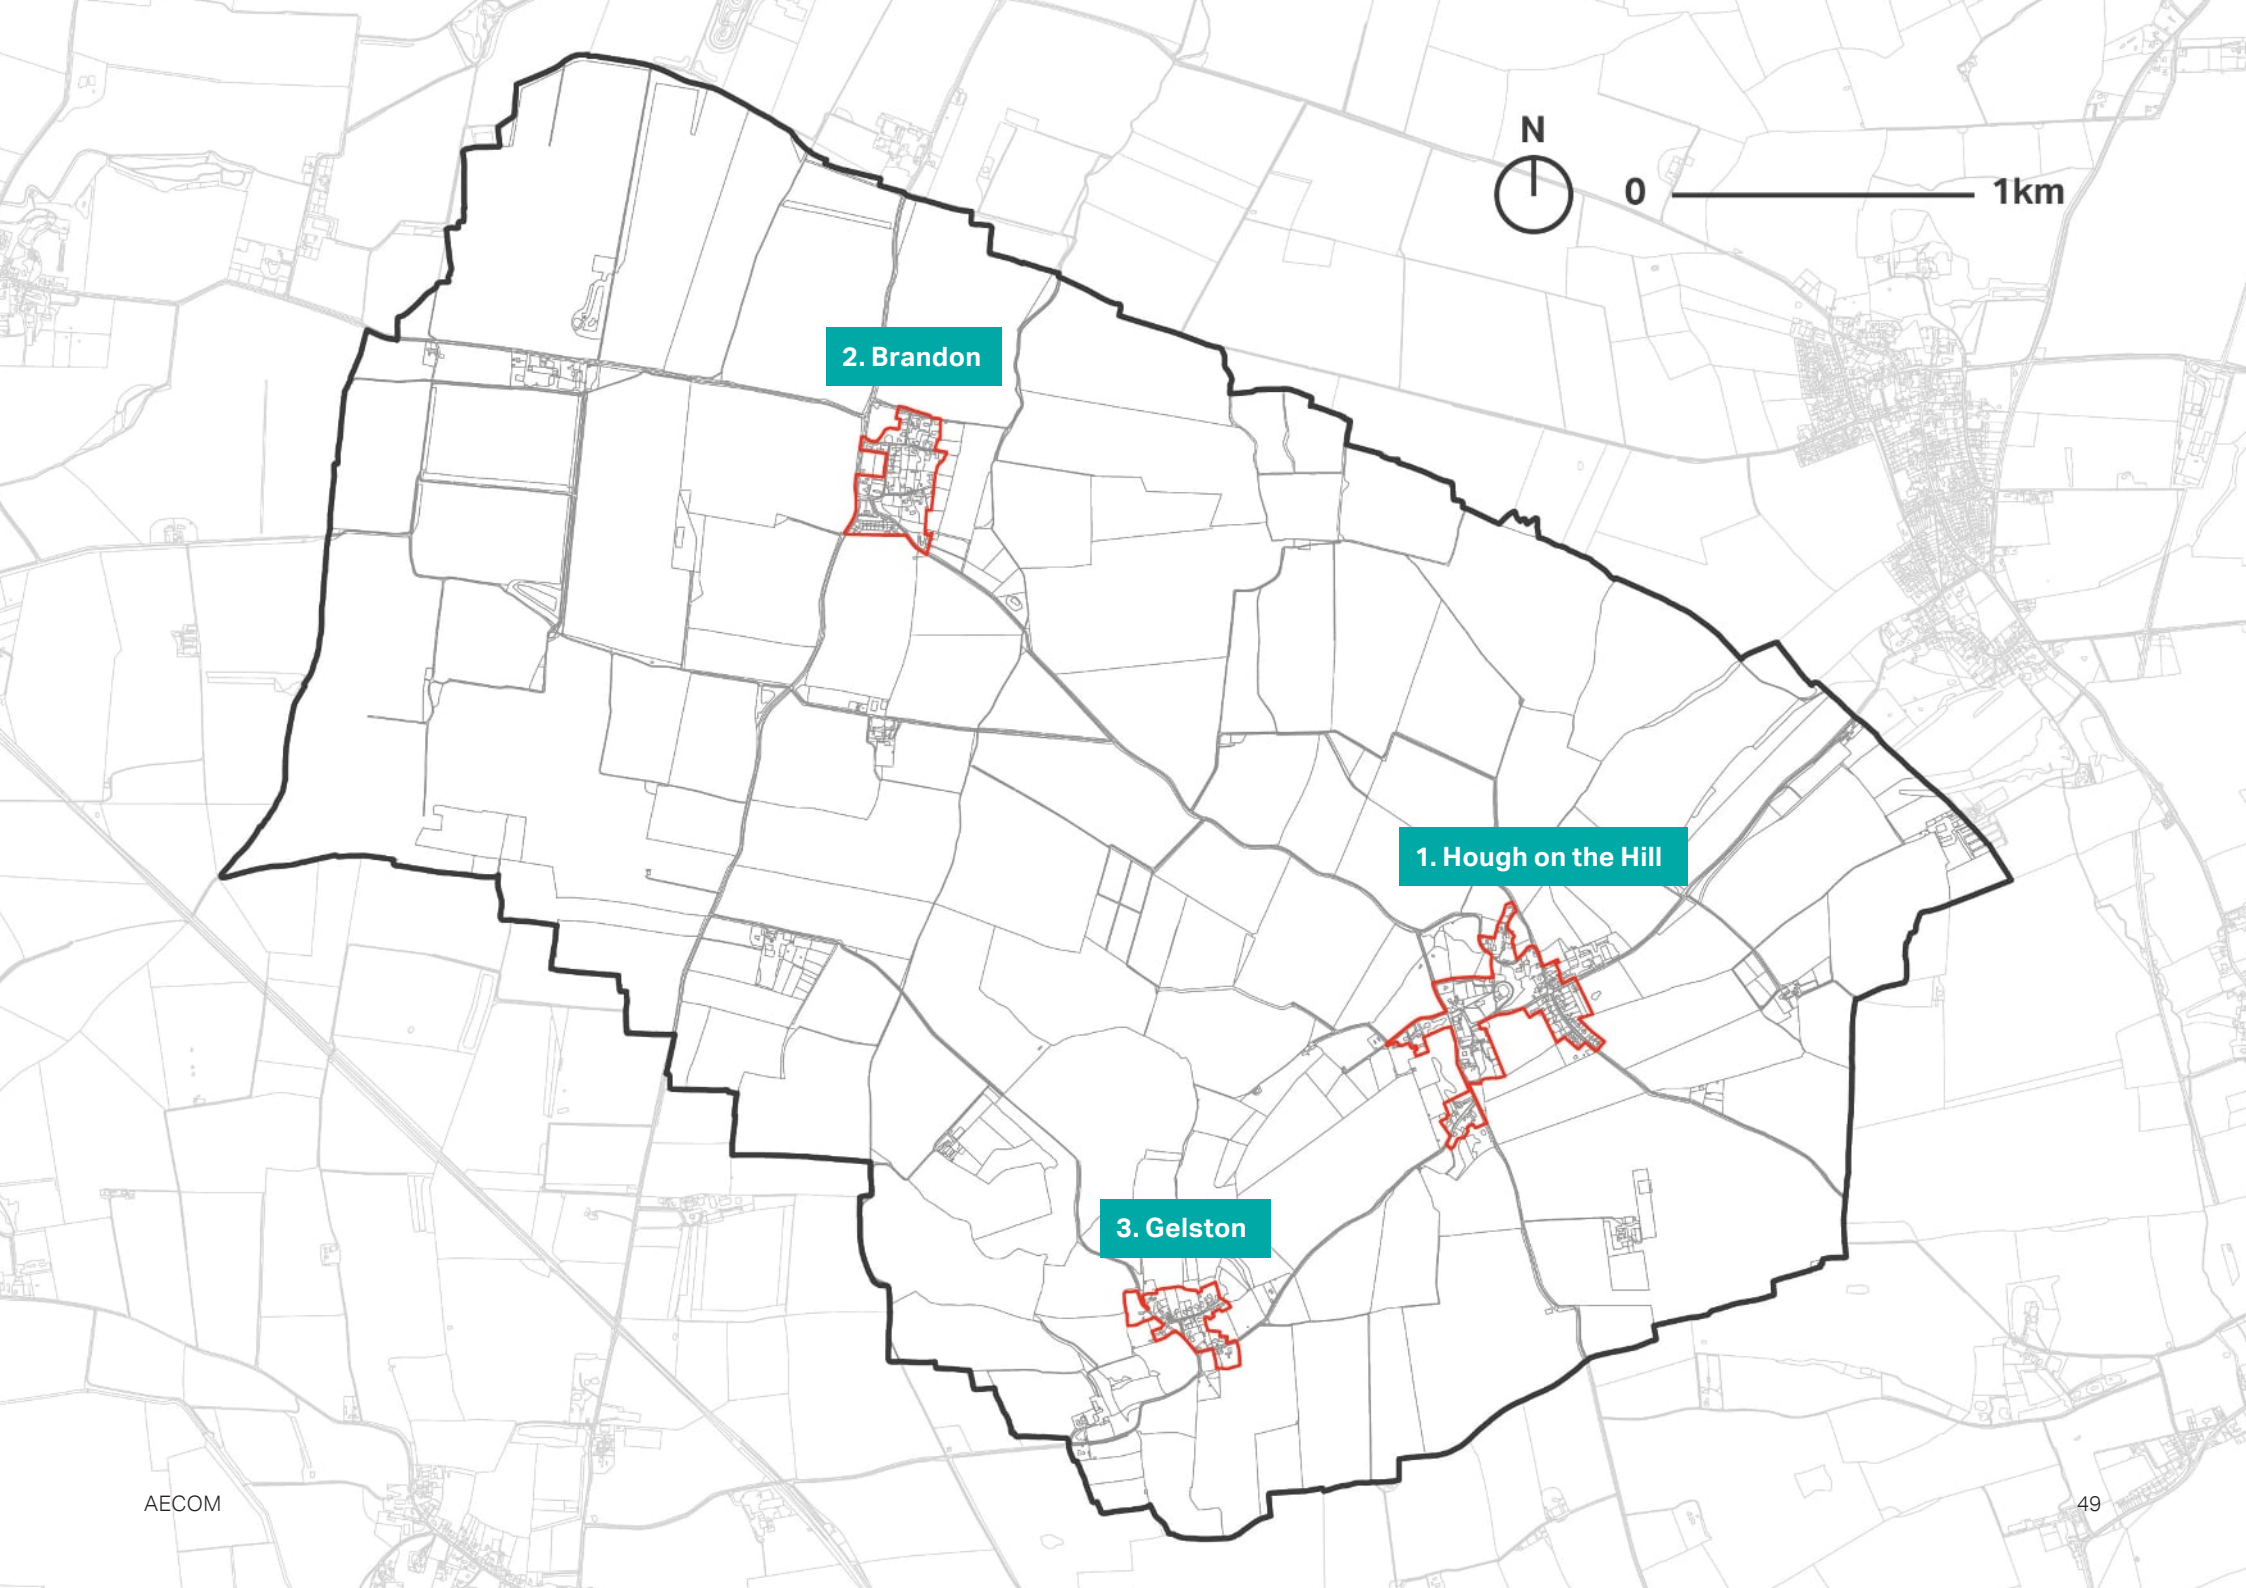 N
0 1km
2. Brandon
1. Hough on the Hill
3. Gelston
AECOM
49